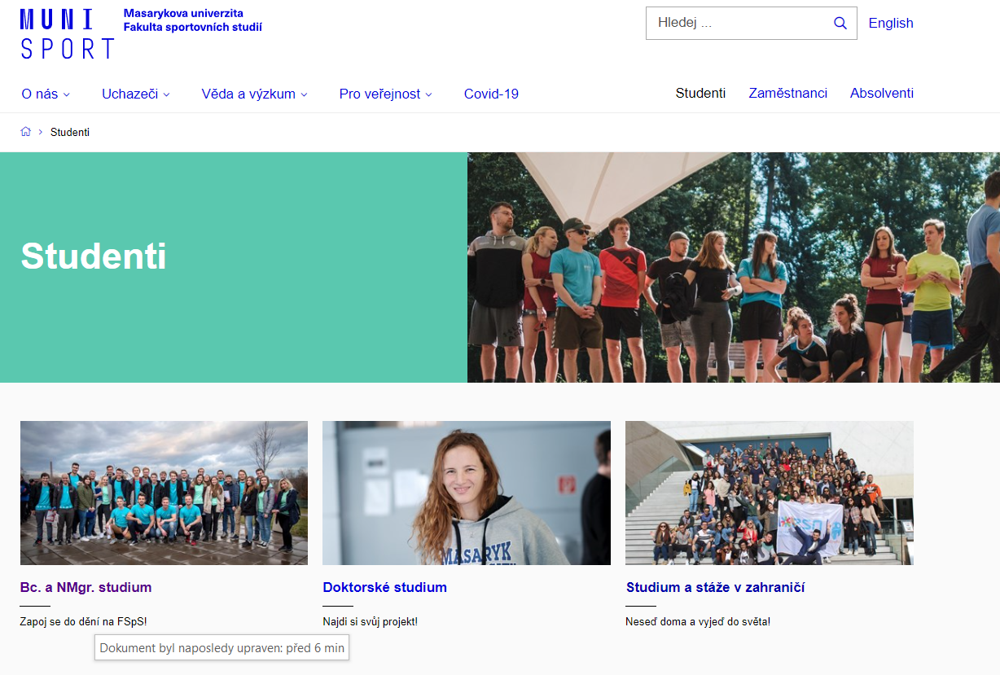 MUNI
SPORT
Masarykova univerzita
Fakulta sportovních studií
Hledej ...
English
O nás
Uchazeči
Věda a výzkum
Pro veřejnost
Covid-19
Studenti
Zaměstnanci
Absolventi
Studenti
Studenti
MASARYK
Bc. a NMgr. studium
Doktorské studium
Studium a stáže v zahraničí
Zapoj se do dění na FSpS!
Najdi si svůj projekt!
Neseď doma a vyjeď do světa!
Dokument byl naposledy upraven: před 6 min